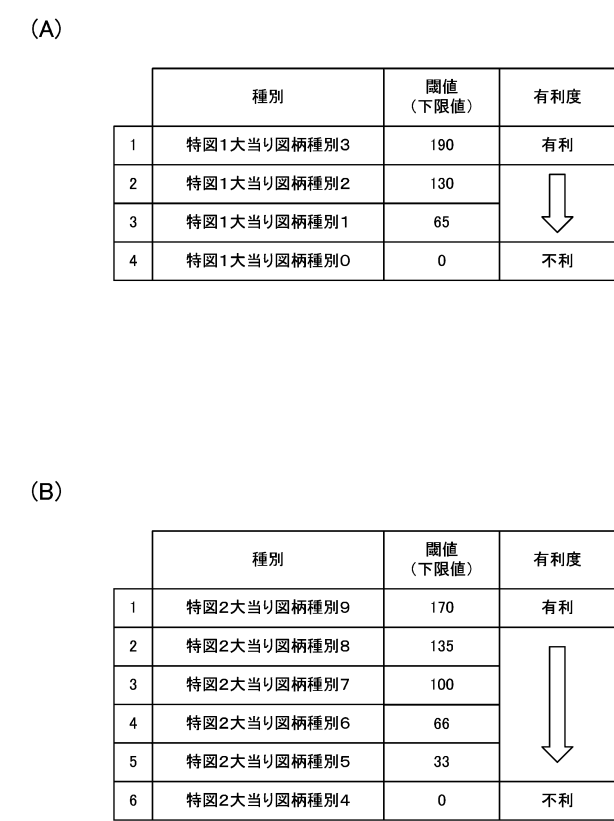 （A）
種別 閾値（下限値） 有利度
1 特図1大当り図柄種別3 190 有利
2 特図1大当り図柄種別2 130
3 特図1大当り図柄種別1 65
4 特図1大当り図柄種別0 0 不利
（B）
種別 閾値（下限値） 有利度
1 特図2大当り図柄種別9 170 有利
2 特図2大当り図柄種別8 135
3 特図2大当り図柄種別7 100
4 特図2大当り図柄種別6 66
5 特図2大当り図柄種別5 33
6 特図2大当り図柄種別4 0 不利